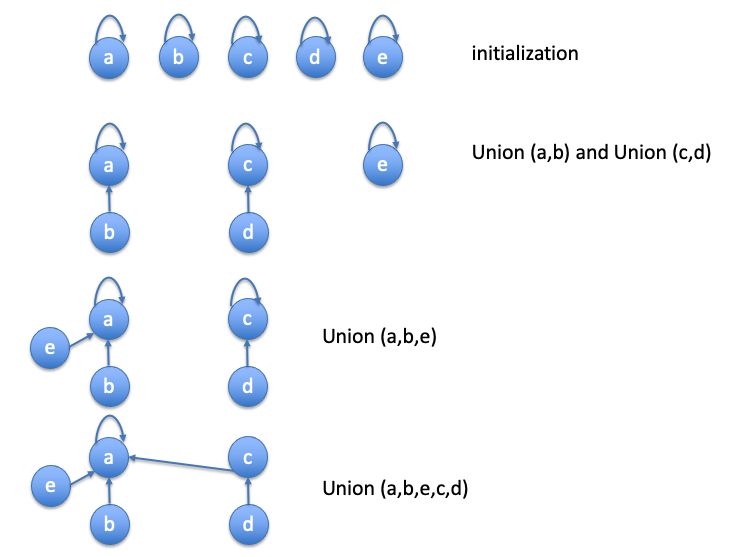 a b c d e initialization
a c e Union (a,b) and Union (c,d)
b d
a c
e Union (a,b,e)
b d
a c
e Union (a,b,e,c,d)
b d